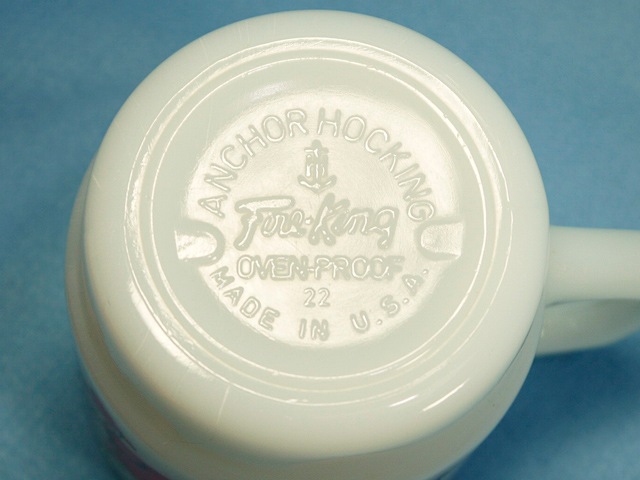 ANCHOR HOCKING
Fire-King
OVEN-PROOF
22
MADE IN U.S.A.